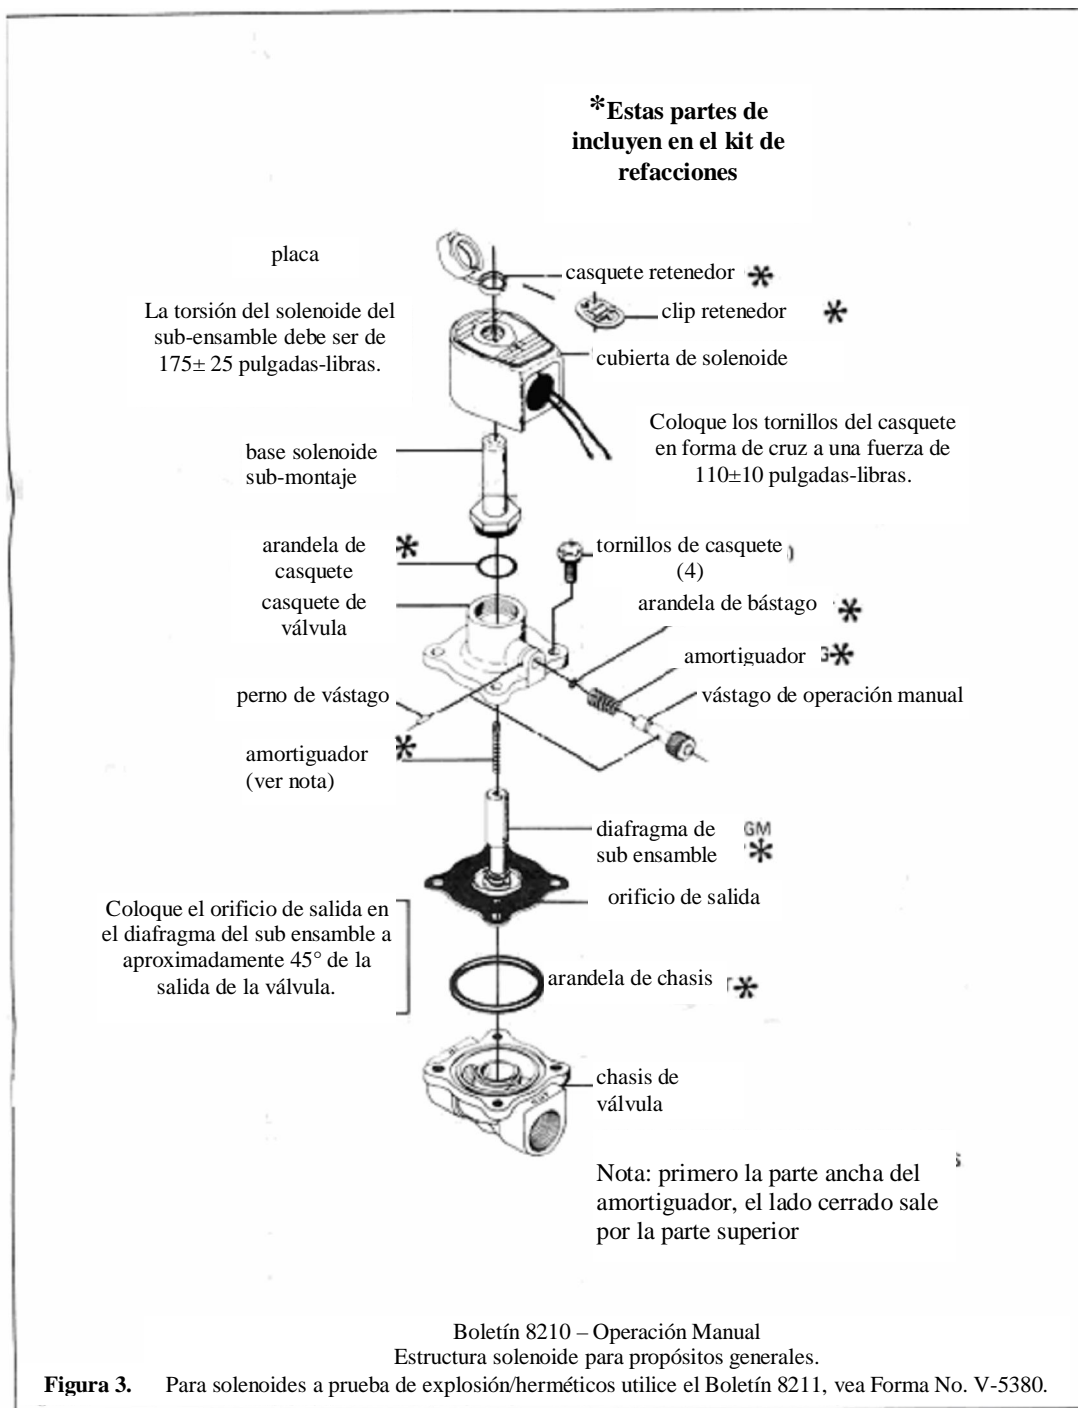 *Estas partes de
incluyen en el kit de
refacciones
placa
casquete retenedor *
La torsión del solenoide del
sub-ensamble debe ser de
175± 25 pulgadas-libras.
clip retenedor *
cubierta de solenoide
Coloque los tornillos del casquete
en forma de cruz a una fuerza de
110±10 pulgadas-libras.
base solenoide
sub-montaje
arandela de *
casquete
tornillos de casquete
(4)
casquete de
válvula
arandela de bástago *
amortiguador G*
perno de vástago
vástago de operación manual
amortiguador *
(ver nota)
diafragma de GM
sub ensamble *
orificio de salida
Coloque el orificio de salida en
el diafragma del sub ensamble a
aproximadamente 45° de la
salida de la válvula.
arandela de chasis *
chasis de
válvula
Nota: primero la parte ancha del
amortiguador, el lado cerrado sale
por la parte superior
Boletín 8210 – Operación Manual
Estructura solenoide para propósitos generales.
Figura 3. Para solenoides a prueba de explosión/herméticos utilice el Boletín 8211, vea Forma No. V-5380.